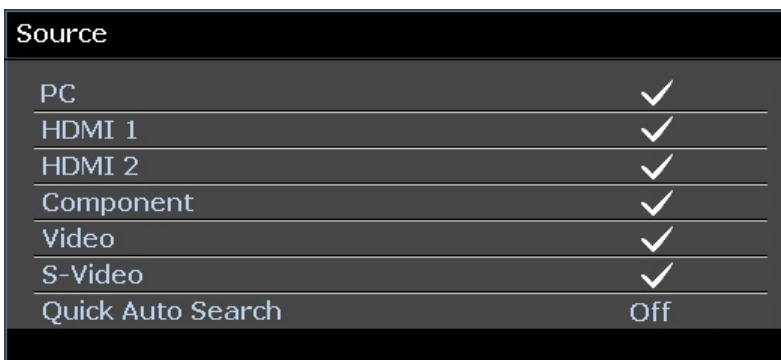 Source
PC ✓
HDMI 1 ✓
HDMI 2 ✓
Component ✓
Video ✓
S-Video ✓
Quick Auto Search Off